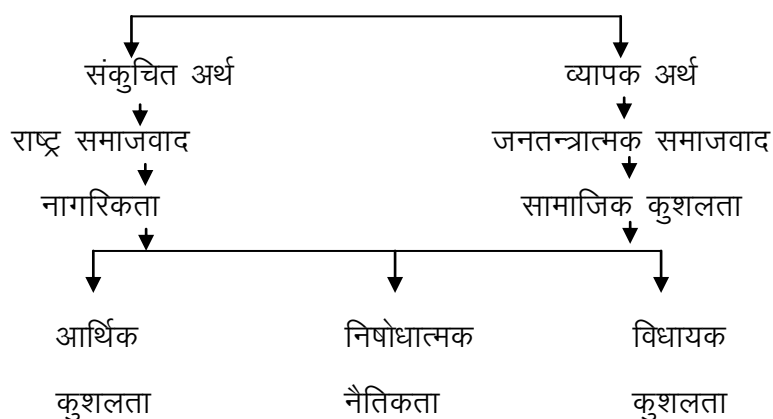 संकुचित अर्थ व्यापक अर्थ
राष्ट्र समाजवाद जनतन्त्रात्मक समाजवाद
नागरिकता सामाजिक कुशलता
आर्थिक निषोधात्मक विधायक
कुशलता नैतिकता कुशलता